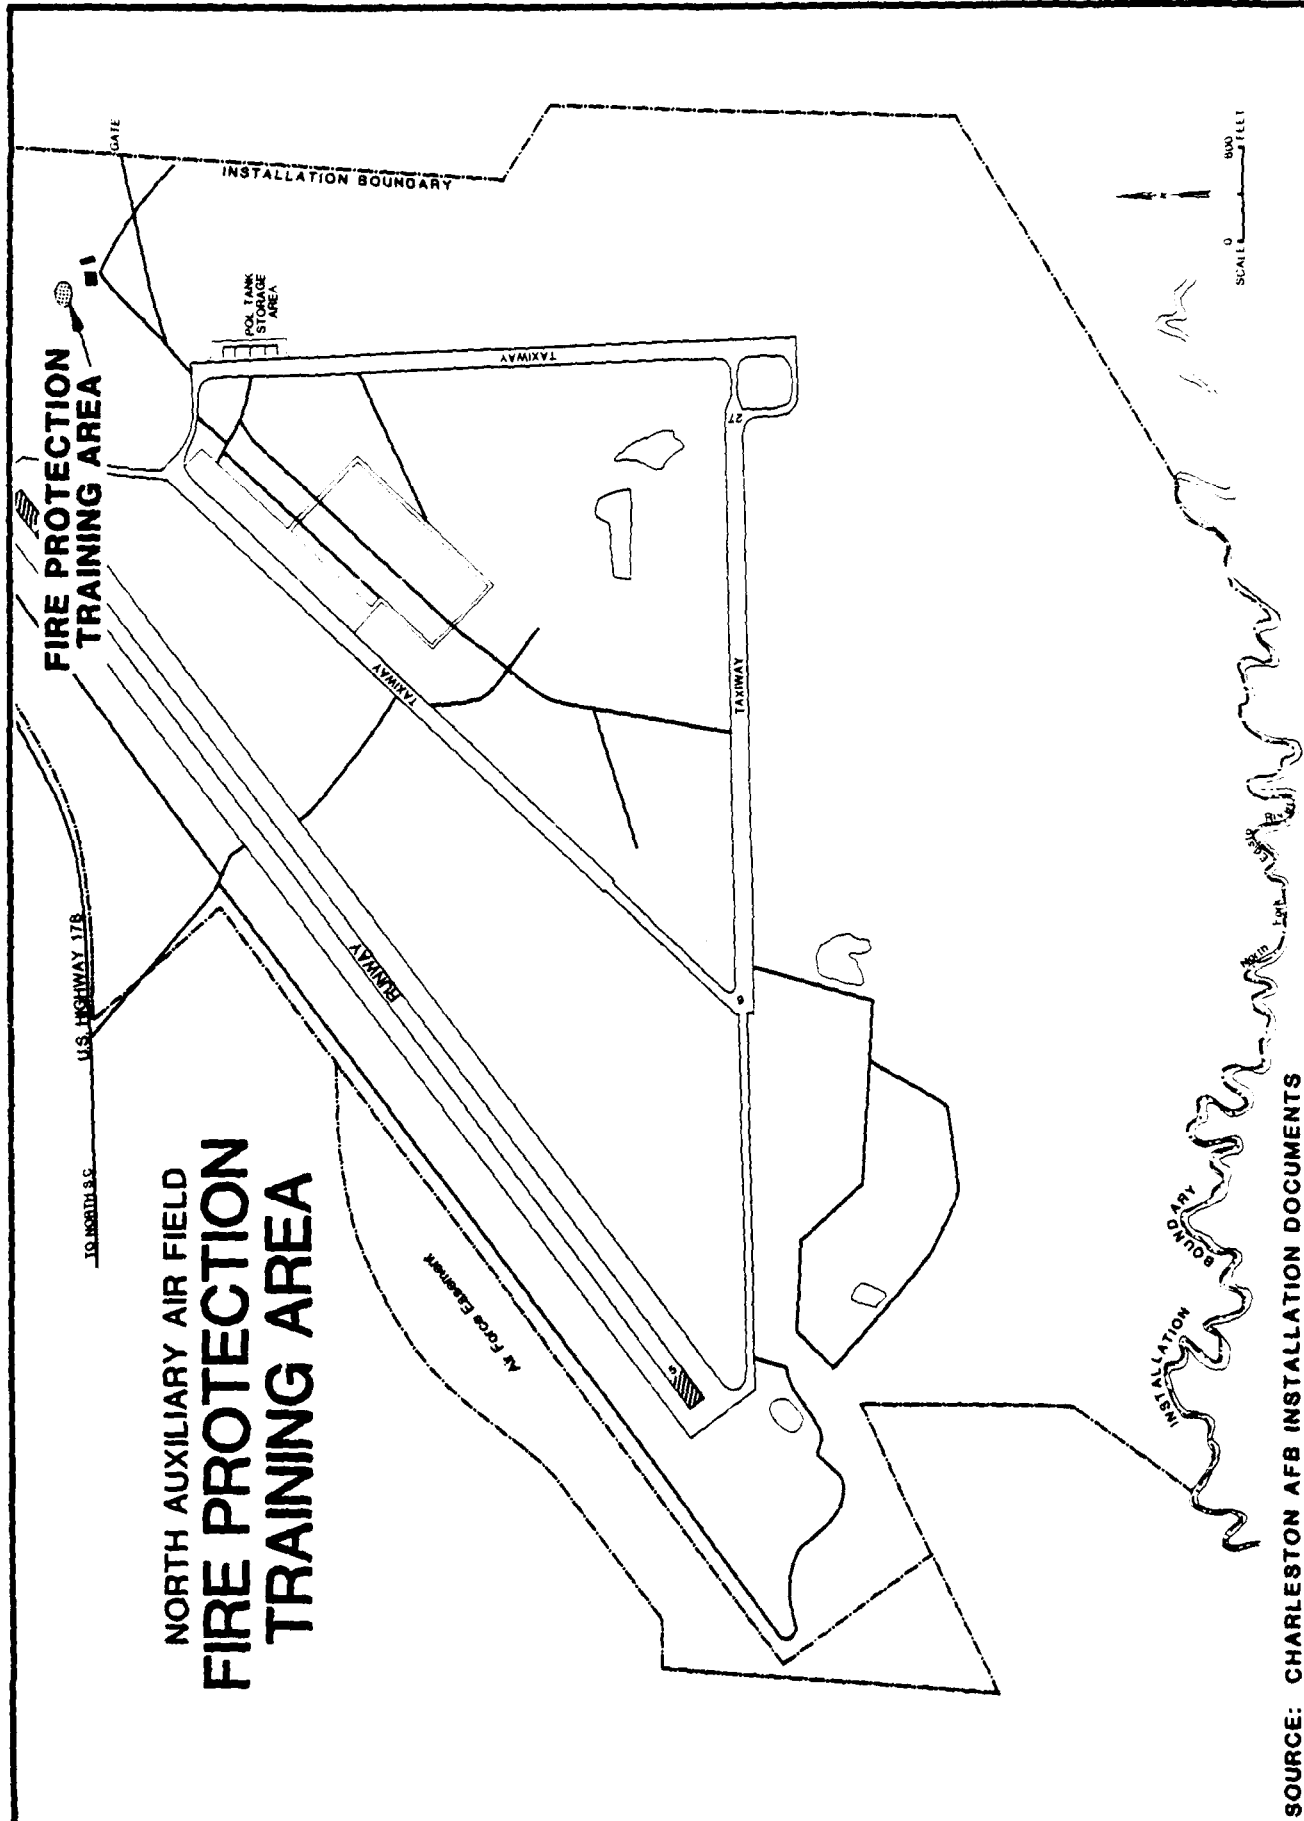 NORTH AUXILIARY AIR FIELD
FIRE PROTECTION
TRAINING AREA
FIRE PROTECTION
TRAINING AREA
TO NORTH S.C.
U.S. HIGHWAY 178
GATE
INSTALLATION BOUNDARY
POL TANK
STORAGE
AREA
TAXIWAY
TAXIWAY
TAXIWAY
RUNWAY
27
Air Force Easement
INSTALLATION
BOUNDARY
North
Fork
SCALE
0
800
FEET
SOURCE: CHARLESTON AFB INSTALLATION DOCUMENTS